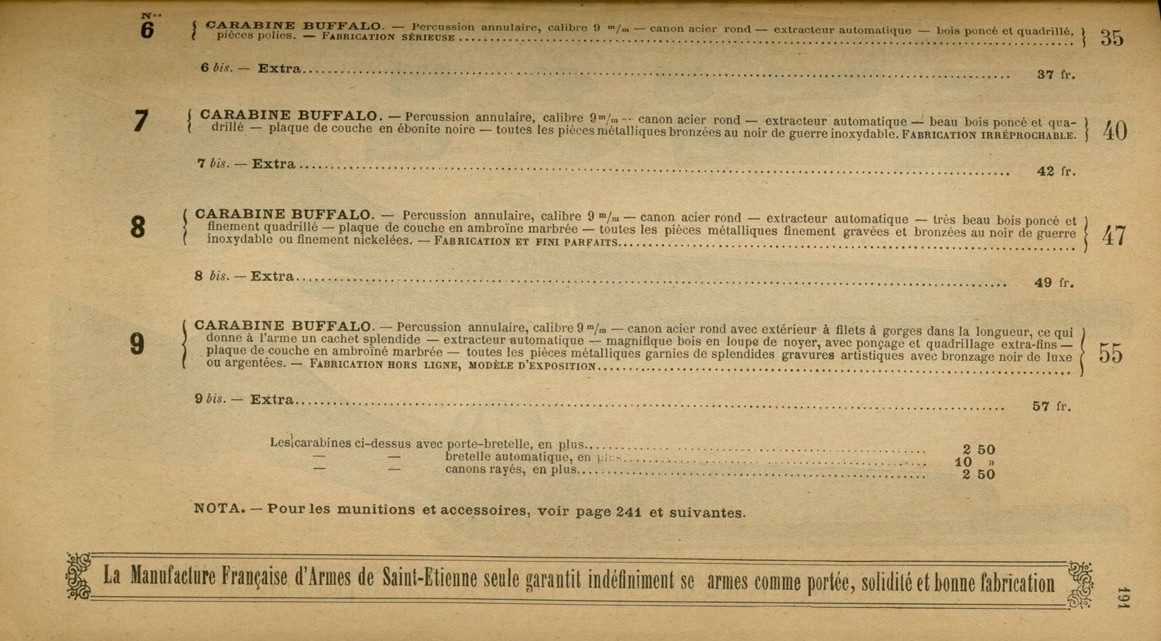 Nos
6 { CARABINE BUFFALO. — Percussion annulaire, calibre 9 m/m — canon acier rond — extracteur automatique — bois poncé et quadrillé, } 35
pièces polies. — FABRICATION SÉRIEUSE
6 bis. — Extra 37 fr.
7 { CARABINE BUFFALO. — Percussion annulaire, calibre 9 m/m -- canon acier rond — extracteur automatique — beau bois poncé et qua- } 40
drillé — plaque de couche en ébonite noire — toutes les pièces métalliques bronzées au noir de guerre inoxydable. FABRICATION IRRÉPROCHABLE.
7 bis. — Extra 42 fr.
8 { CARABINE BUFFALO. — Percussion annulaire, calibre 9 m/m — canon acier rond — extracteur automatique — très beau bois poncé et } 47
finement quadrillé — plaque de couche en ambroïne marbrée — toutes les pièces métalliques finement gravées et bronzées au noir de guerre
inoxydable ou finement nickelées. — FABRICATION ET FINI PARFAITS
8 bis. — Extra 49 fr.
9 { CARABINE BUFFALO. — Percussion annulaire, calibre 9 m/m — canon acier rond avec extérieur à filets à gorges dans la longueur, ce qui } 55
donne à l'arme un cachet splendide — extracteur automatique — magnifique bois en loupe de noyer, avec ponçage et quadrillage extra-fins —
plaque de couche en ambroïne marbrée — toutes les pièces métalliques garnies de splendides gravures artistiques avec bronzage noir de luxe
ou argentées. — FABRICATION HORS LIGNE, MODÈLE D'EXPOSITION
9 bis. — Extra 57 fr.
Les carabines ci-dessus avec porte-bretelle, en plus 2 50
— — bretelle automatique, en plus 10 »
— — canons rayés, en plus 2 50
NOTA. — Pour les munitions et accessoires, voir page 241 et suivantes.
La Manufacture Française d'Armes de Saint-Etienne seule garantit indéfiniment se armes comme portée, solidité et bonne fabrication
191